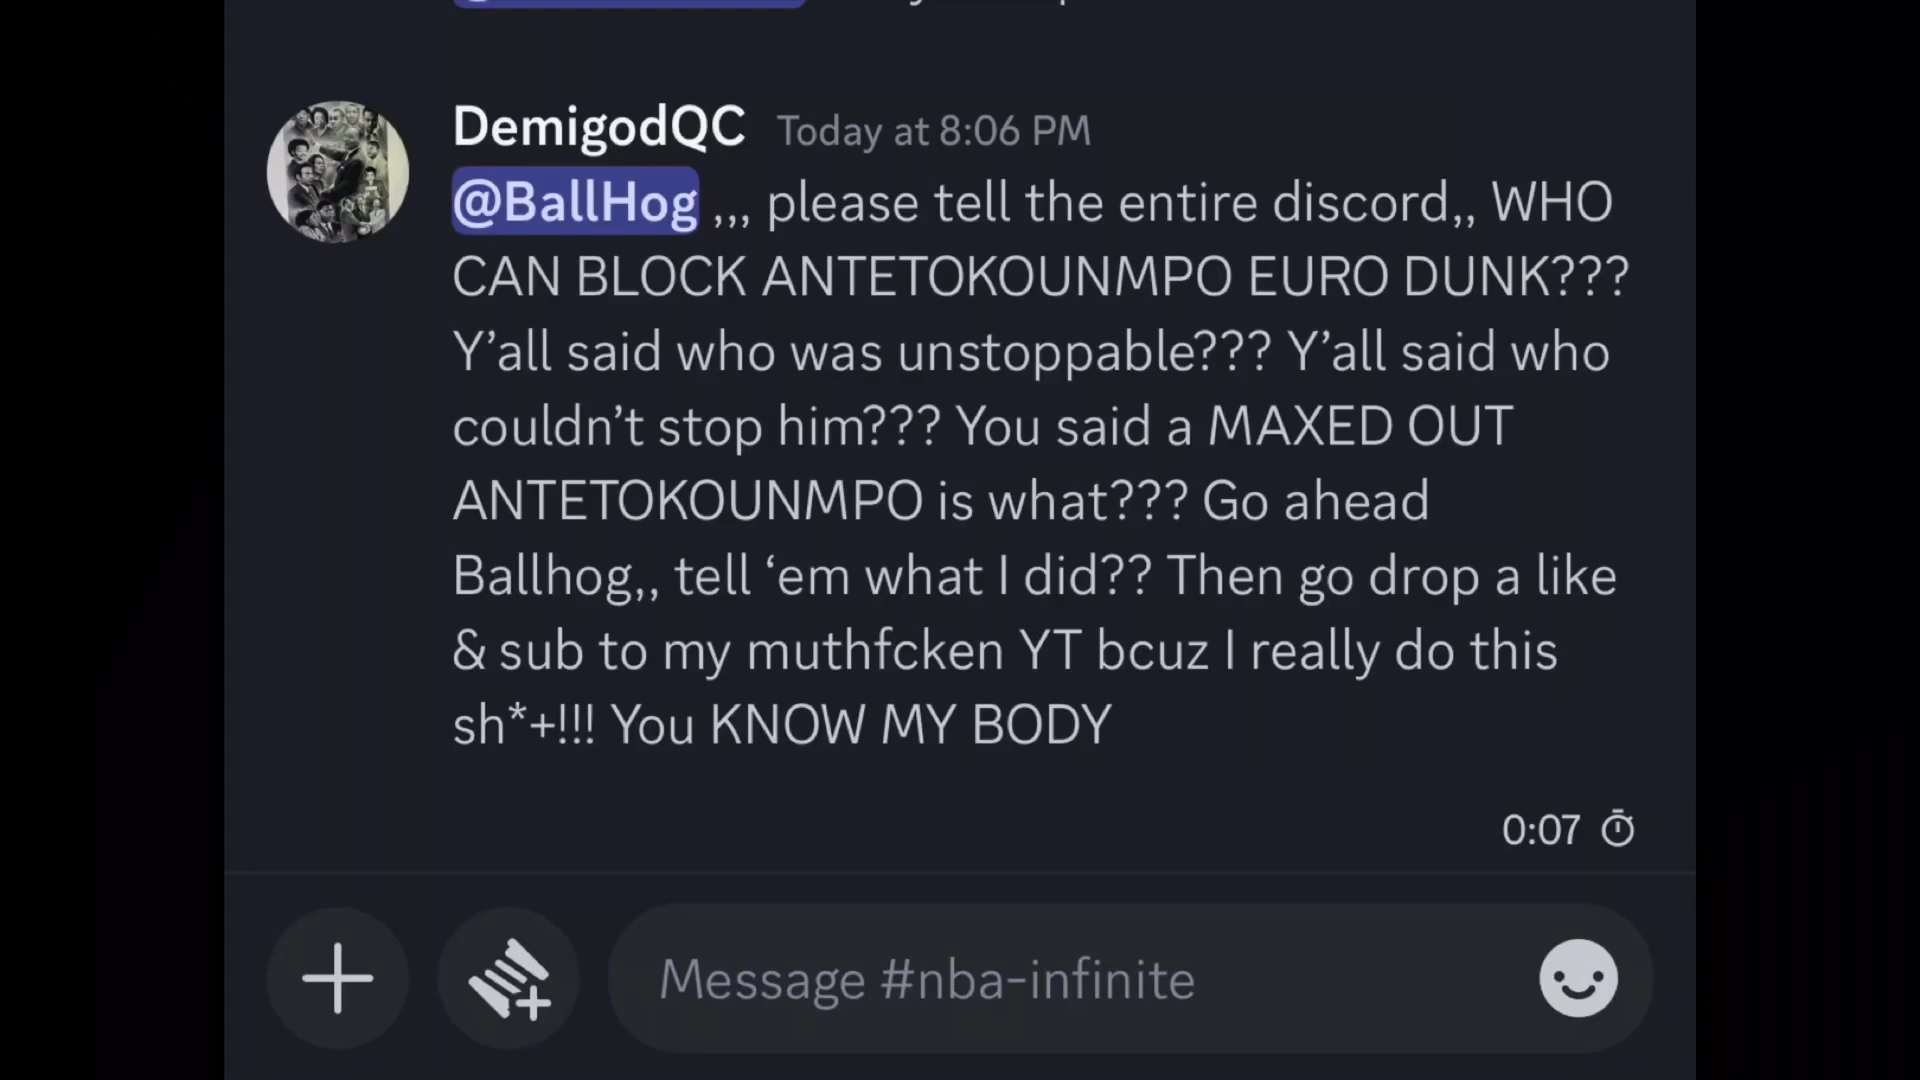 DemigodQC Today at 8:06 PM
@BallHog ,,, please tell the entire discord,, WHO
CAN BLOCK ANTETOKOUNMPO EURO DUNK???
Y’all said who was unstoppable??? Y’all said who
couldn’t stop him??? You said a MAXED OUT
ANTETOKOUNMPO is what??? Go ahead
Ballhog,, tell ‘em what I did?? Then go drop a like
& sub to my muthfcken YT bcuz I really do this
sh*+!!! You KNOW MY BODY
0:07
Message #nba-infinite